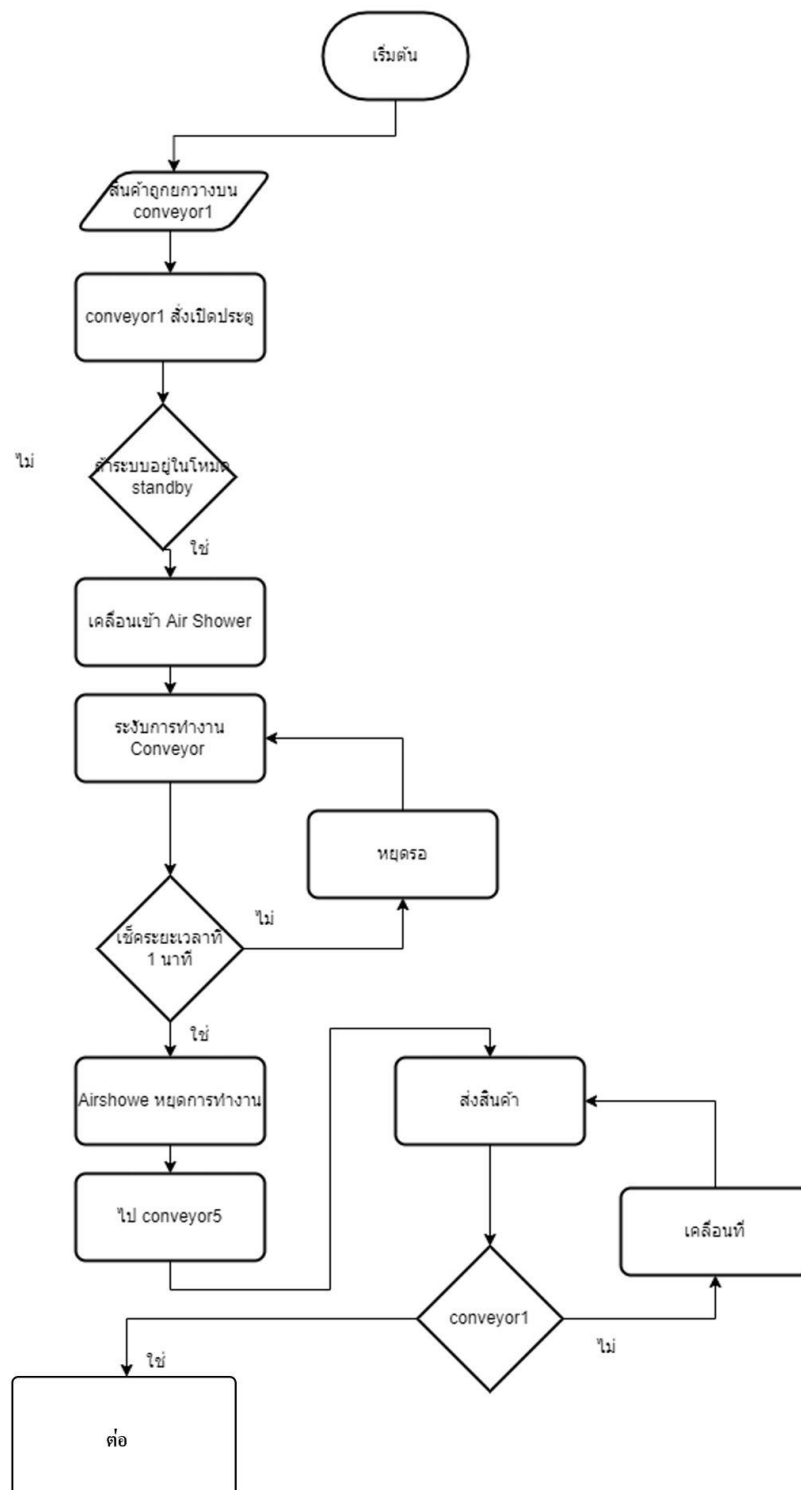 เริ่มต้น
สินค้าถูกยกวางบน
conveyor1
conveyor1 สั่งเปิดประตู
ไม่
ถ้าระบบอยู่ในโหมด
standby
ใช่
เคลื่อนเข้า Air Shower
ระงับการทำงาน
Conveyor
หยุดรอ
เช็คระยะเวลาที่
1 นาที
ไม่
ใช่
Airshowe หยุดการทำงาน
ส่งสินค้า
ไป conveyor5
เคลื่อนที่
conveyor1
ไม่
ใช่
ต่อ